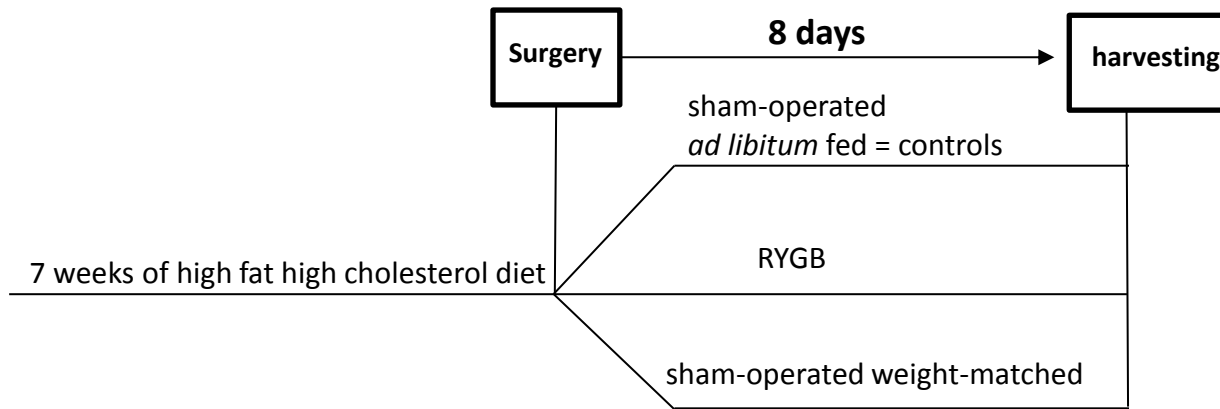 Surgery
8 days
harvesting
sham-operated
ad libitum fed = controls
7 weeks of high fat high cholesterol diet
RYGB
sham-operated weight-matched